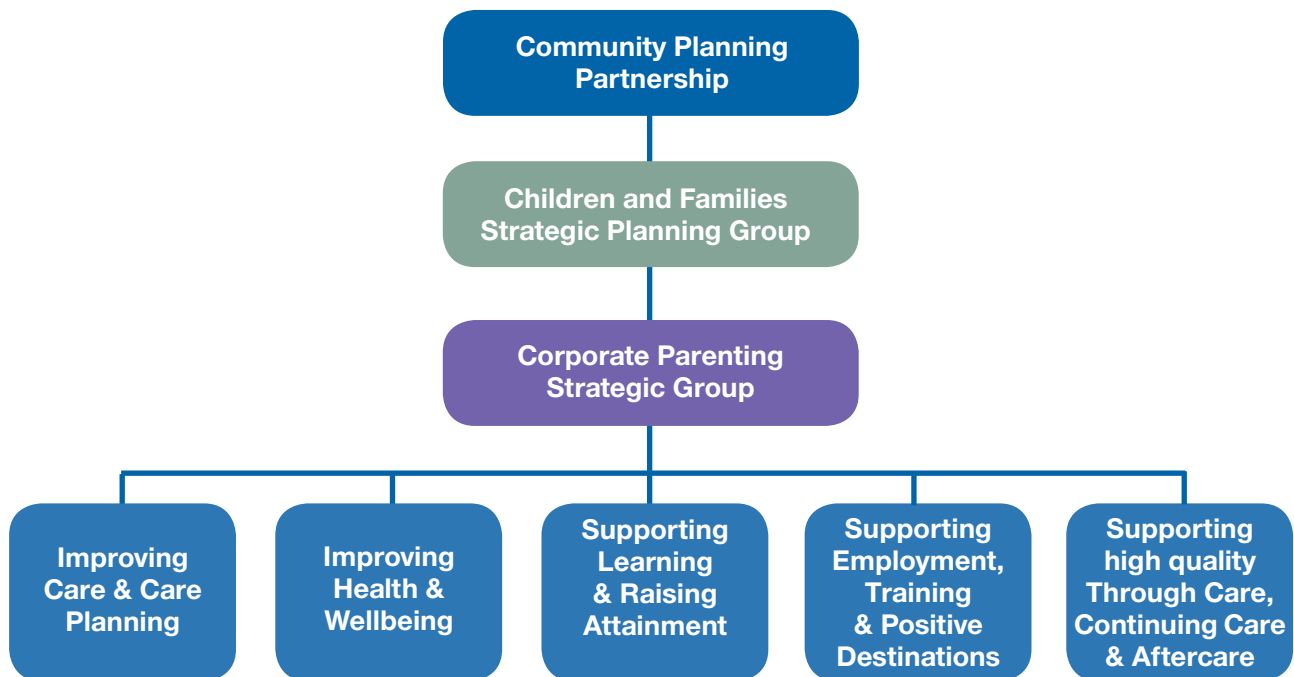 Community Planning
Partnership
Children and Families
Strategic Planning Group
Corporate Parenting
Strategic Group
Improving
Care & Care
Planning
Improving
Health &
Wellbeing
Supporting
Learning
& Raising
Attainment
Supporting
Employment,
Training
& Positive
Destinations
Supporting
high quality
Through Care,
Continuing Care
& Aftercare